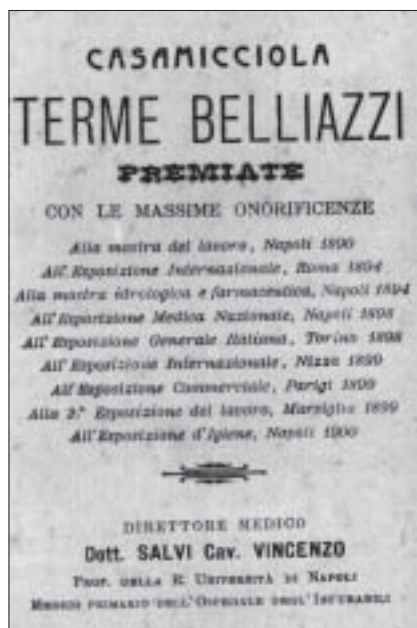 CASAMICCIOLA
TERME BELLIAZZI
PREMIATE
CON LE MASSIME ONORIFICENZE
Alla mostra del lavoro, Napoli 1890
All' Esposizione Internazionale, Roma 1894
Alla mostra idrologica e farmaceutica, Napoli 1894
All' Esposizione Medica Nazionale, Napoli 1898
All' Esposizione Generale Italiana, Torino 1898
All' Esposizione Internazionale, Nizza 1899
All' Esposizione Commerciale, Parigi 1899
Alla 2.ª Esposizione del lavoro, Marsiglia 1899
All' Esposizione d'Igiene, Napoli 1900
DIRETTORE MEDICO
Dott. SALVI Cav. VINCENZO
PROF. DELLA R. UNIVERSITÀ DI NAPOLI
MEDICO PRIMARIO DELL'OSPEDALE DEGL'INCURABILI